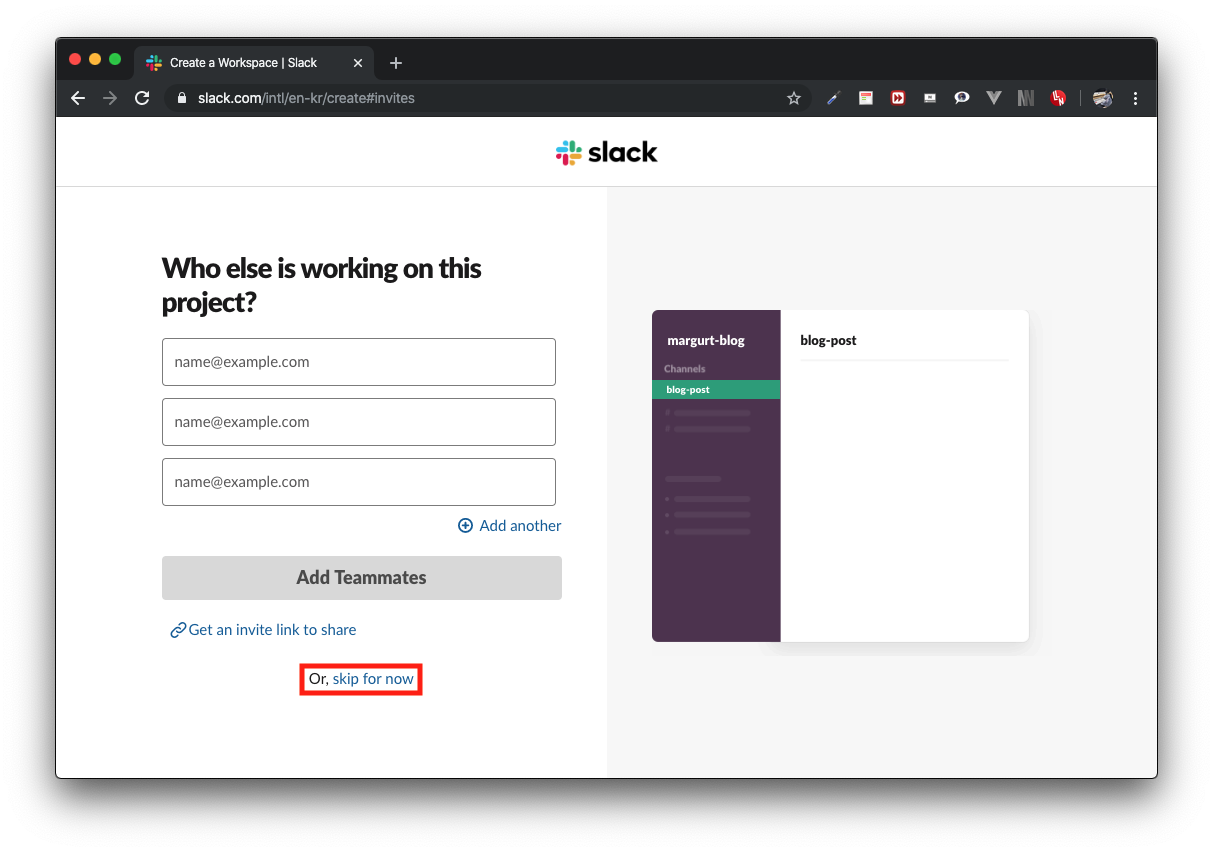 Create a Workspace | Slack
slack.com/intl/en-kr/create#invites
slack
Who else is working on this
project?
name@example.com
name@example.com
name@example.com
Add another
Add Teammates
Get an invite link to share
Or, skip for now
margurt-blog
Channels
blog-post
blog-post